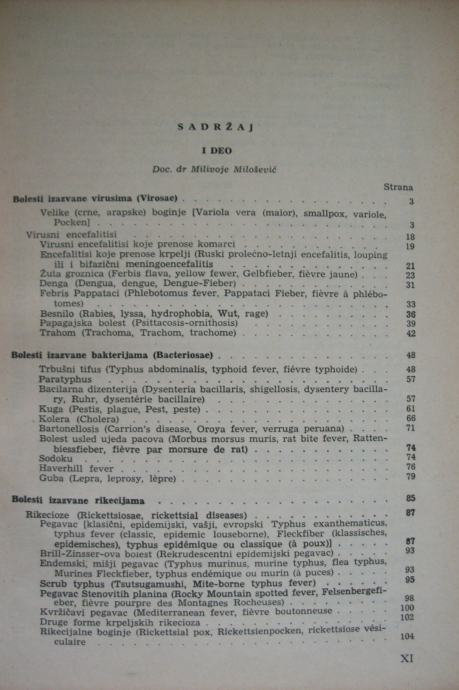 SADRŽAJ
I DEO
Doc. dr Milivoje Milošević
Strana
Bolesti izazvane virusima (Virosae) 3
Velike (crne, arapske) boginje [Variola vera (maior), smallpox, variole,
Pocken] 3
Virusni encefalitisi 18
Virusni encefalitisi koje prenose komarci 19
Encefalitisi koje prenose krpelji (Ruski prolećno-letnji encefalitis, louping
ili i bifazični meningoencefalitis 21
Žuta groznica (Ferbis flava, yellow fewer, Gelbfieber, fièvre jaune) 23
Denga (Dengua, dengue, Dengue-Fieber) 31
Febris Pappataci (Phlebotomus fever, Pappataci Fieber, fièvre à phlébo-
tomes) 33
Besnilo (Rabies, lyssa, hydrophobia, Wut, rage) 36
Papagajska bolest (Psittacosis-ornithosis) 39
Trahom (Trachoma, Trachom, trachome) 42
Bolesti izazvane bakterijama (Bacteriosae) 48
Trbušni tifus (Typhus abdominalis, typhoid fever, fièvre typhoide) 48
Paratyphus 57
Bacilarna dizenterija (Dysenteria bacillaris, shigellosis, dysentery bacilla-
ry, Ruhr, dysentérie bacillaire) 57
Kuga (Pestis, plague, Pest, peste) 61
Kolera (Cholera) 66
Bartonellosis (Carrion's disease, Oroya fever, verruga peruana) 71
Bolest usled ujeda pacova (Morbus morsus muris, rat bite fever, Ratten-
biessfieber, fièvre par morsure de rat) 74
Sodoku 74
Haverhill fever 76
Guba (Lepra, leprosy, lèpre) 79
Bolesti izazvane rikecijama 85
Rikecioze (Rickettsiosae, rickettsial diseases) 87
Pegavac [klasični, epidemijski, vašji, evropski Typhus exanthematicus,
typhus fever (classic, epidemic louseborne), Fleckfiber (klassisches,
epidemisches), typhus epidémique ou classique (à poux)] 87
Brill-Zinsser-ova bolest (Rekrudescentni epidemijski pegavac) 93
Endemski, mišji pegavac (Typhus murinus, murine typhus, flea typhus,
Murines Fleckfieber, typhus endémique ou murin (à puces) 93
Scrub typhus (Tsutsugamushi, Mite-borne typhus fever) 95
Pegavac Stenovitih planina (Rocky Mountain spotted fever, Felsenbergefi-
eber, fièvre pourpre des Montagnes Rocheuses) 98
Kvržičavi pegavac (Mediterranean fever, fièvre boutonneuse 100
Druge forme krpeljskih rikecioza 102
Rikecijalne boginje (Rickettsial pox, Rickettsienpocken, rickettsiose vési-
culaire 104
XI